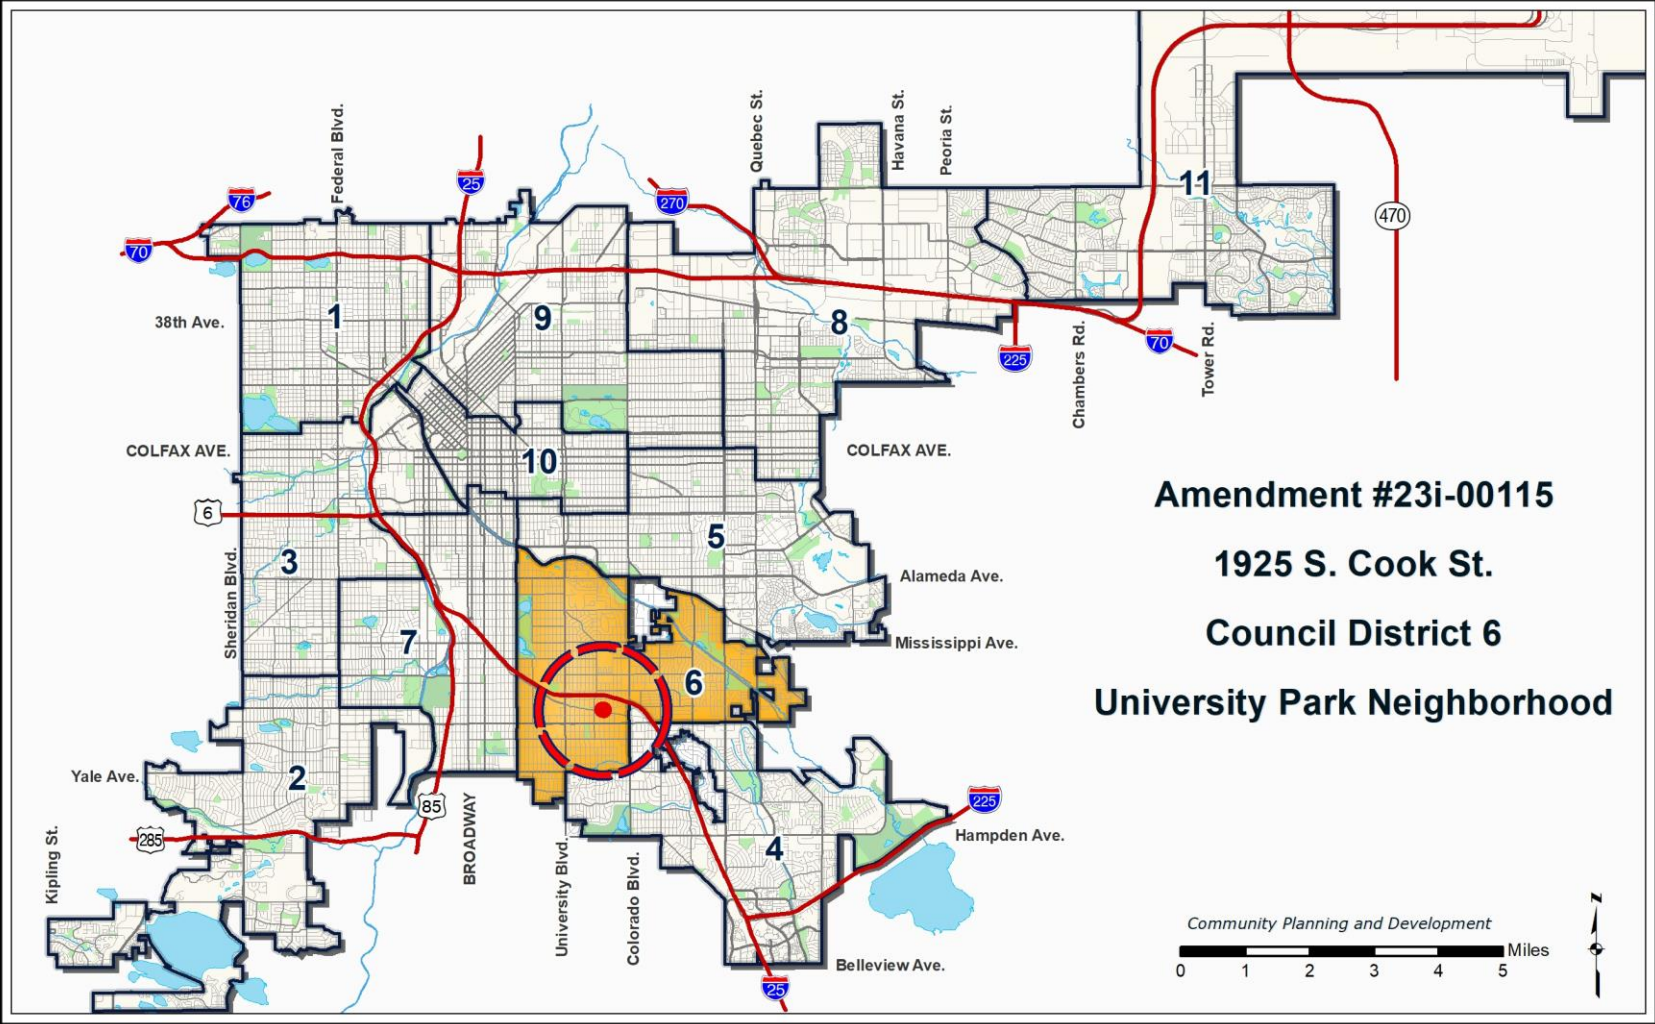 Federal Blvd.
Quebec St.
Havana St.
Peoria St.
76
25
270
70
11
470
38th Ave.
1
9
8
225
70
Chambers Rd.
Tower Rd.
COLFAX AVE.
10
COLFAX AVE.
6
3
5
Sheridan Blvd.
Alameda Ave.
7
Mississippi Ave.
6
Yale Ave.
2
85
225
285
BROADWAY
Hampden Ave.
4
Kipling St.
University Blvd.
Colorado Blvd.
Belleview Ave.
25
Amendment #23i-00115
1925 S. Cook St.
Council District 6
University Park Neighborhood
Community Planning and Development
Miles
0 1 2 3 4 5
N